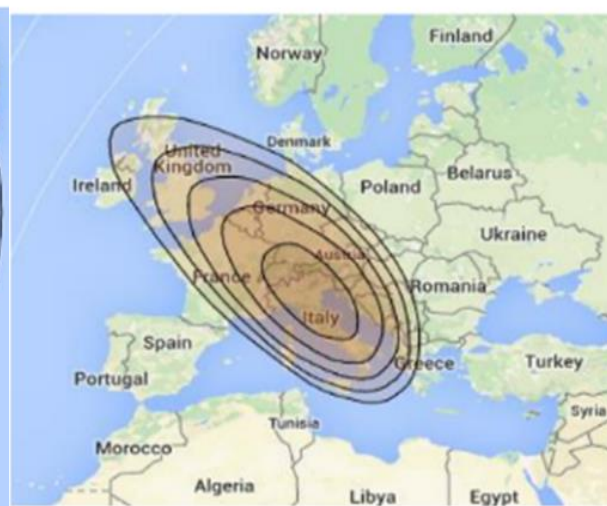 Finland
Norway
Denmark
United
Kingdom
Ireland
Belarus
Poland
Germany
Ukraine
Austria
France
Romania
Italy
Spain
Greece
Turkey
Portugal
Syria
Tunisia
Morocco
Algeria
Libya
Egypt